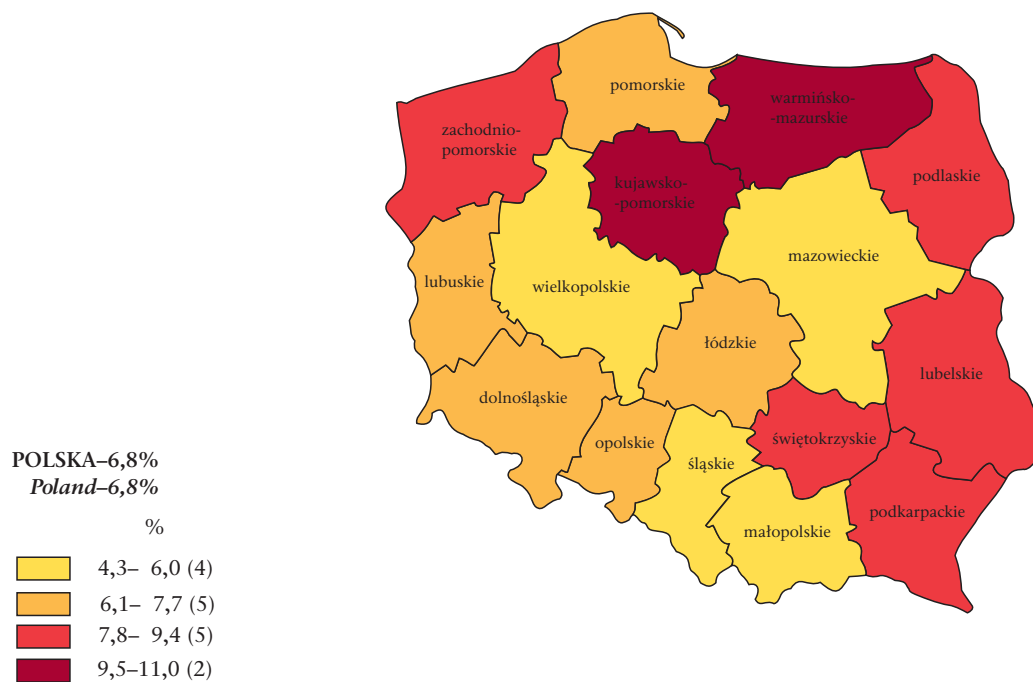 pomorskie
warmińsko-
-mazurskie
zachodnio-
pomorskie
podlaskie
kujawsko-
-pomorskie
mazowieckie
lubuskie
wielkopolskie
łódzkie
lubelskie
dolnośląskie
opolskie
świętokrzyskie
śląskie
podkarpackie
małopolskie
POLSKA–6,8%
Poland–6,8%
%
4,3– 6,0 (4)
6,1– 7,7 (5)
7,8– 9,4 (5)
9,5–11,0 (2)